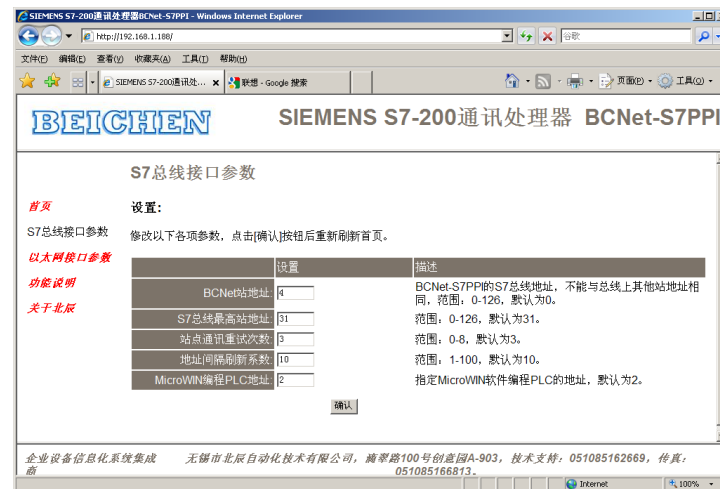 SIEMENS S7-200通讯处理器BCNet-S7PPI - Windows Internet Explorer
http://192.168.1.188/
谷歌
文件(F) 编辑(E) 查看(V) 收藏夹(A) 工具(T) 帮助(H)
SIEMENS S7-200通讯处... 联想 - Google 搜索 页面(P) 工具(O)
BEICHEN SIEMENS S7-200通讯处理器 BCNet-S7PPI
S7总线接口参数
首页
设置:
S7总线接口参数
修改以下各项参数，点击[确认]按钮后重新刷新首页。
以太网接口参数
功能说明
关于北辰
设置 描述
BCNet站地址: 4 BCNet-S7PPI的S7总线地址，不能与总线上其他站地址相
同，范围：0-126，默认为0。
S7总线最高站地址: 31 范围：0-126，默认为31。
站点通讯重试次数: 3 范围：0-8，默认为3。
地址间隔刷新系数: 10 范围：1-100，默认为10。
MicroWIN编程PLC地址: 2 指定MicroWIN软件编程PLC的地址，默认为2。
确认
企业设备信息化系统集成 无锡市北辰自动化技术有限公司，滴翠路100号创意园A-903，技术支持：051085162669，传真：
商 051085166813。
Internet 100%